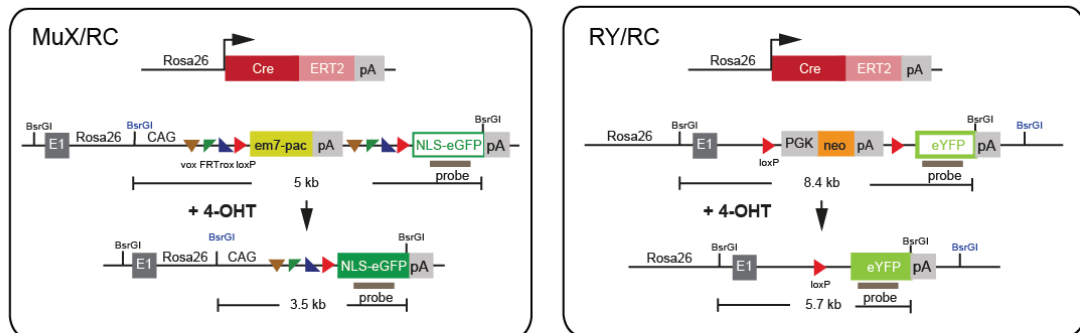 MuX/RC
Rosa26
Cre ERT2 pA
BsrGI E1 Rosa26 BsrGI CAG em7-pac pA NLS-eGFP BsrGI pA
vox FRT rox loxP
probe
5 kb
+ 4-OHT
BsrGI E1 Rosa26 BsrGI CAG NLS-eGFP BsrGI pA
probe
3.5 kb
RY/RC
Rosa26
Cre ERT2 pA
Rosa26 BsrGI E1 PGK neo pA eYFP BsrGI pA BsrGI
loxP
probe
8.4 kb
+ 4-OHT
Rosa26 BsrGI E1 eYFP BsrGI pA BsrGI
loxP
probe
5.7 kb